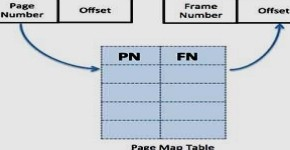 Page
Number
Offset
Frame
Number
Offset
PN FN
Page Map Table